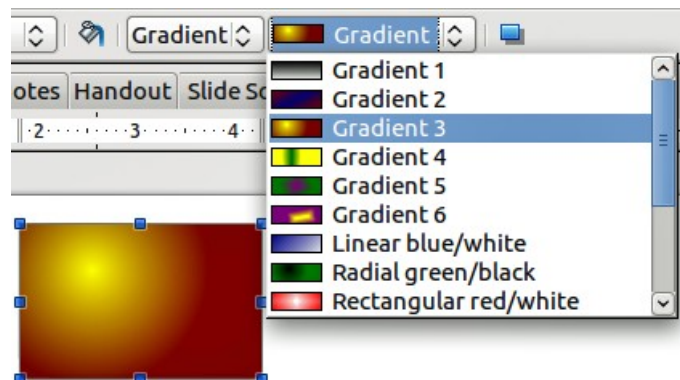 Gradient Gradient
otes Handout Slide So
2 3 4
Gradient 1
Gradient 2
Gradient 3
Gradient 4
Gradient 5
Gradient 6
Linear blue/white
Radial green/black
Rectangular red/white